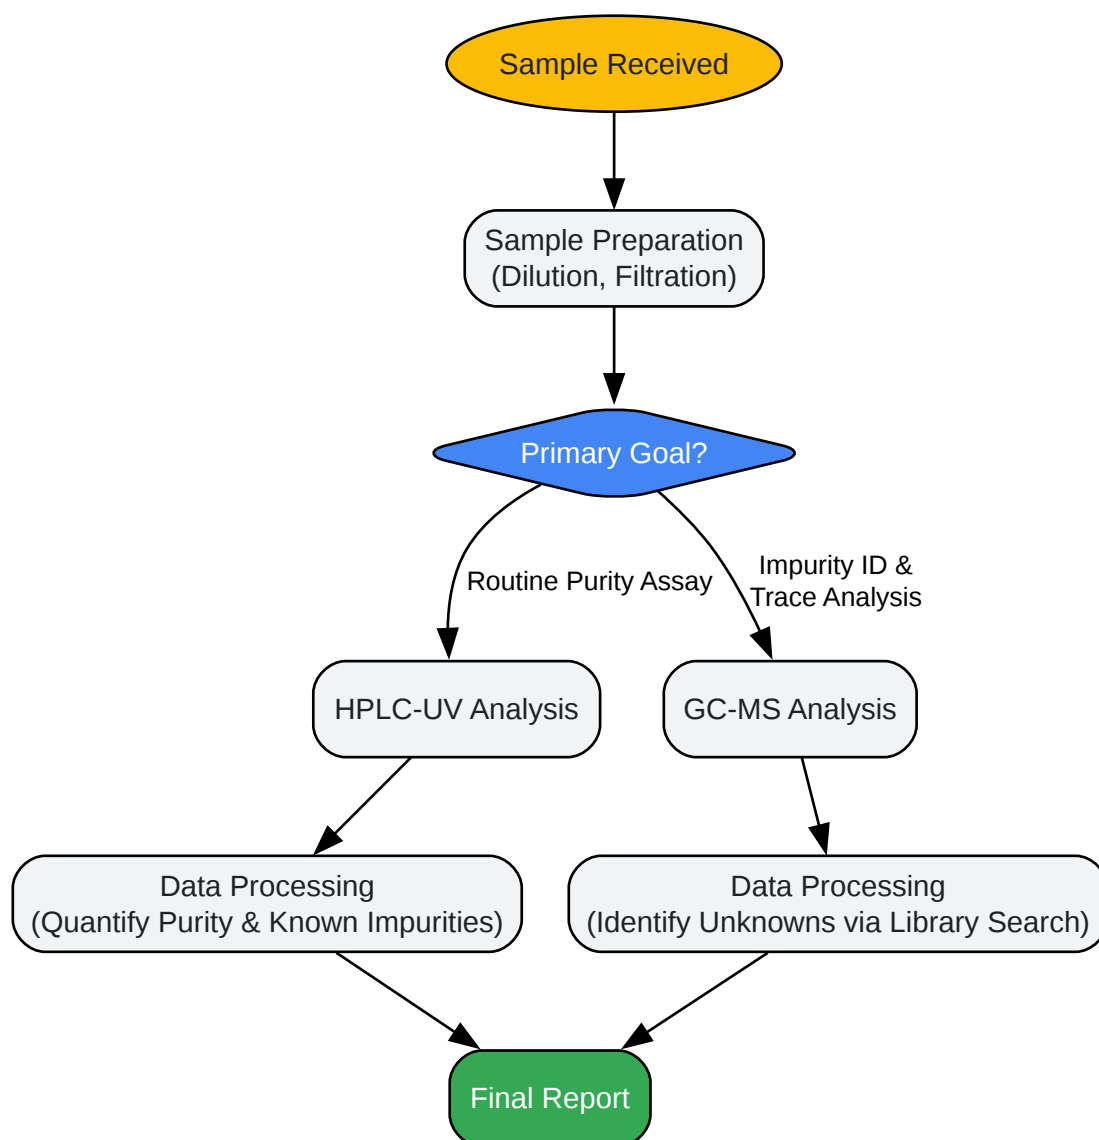 Sample Received
Sample Preparation
(Dilution, Filtration)
Primary Goal?
Routine Purity Assay
Impurity ID &
Trace Analysis
HPLC-UV Analysis
GC-MS Analysis
Data Processing
(Quantify Purity & Known Impurities)
Data Processing
(Identify Unknowns via Library Search)
Final Report